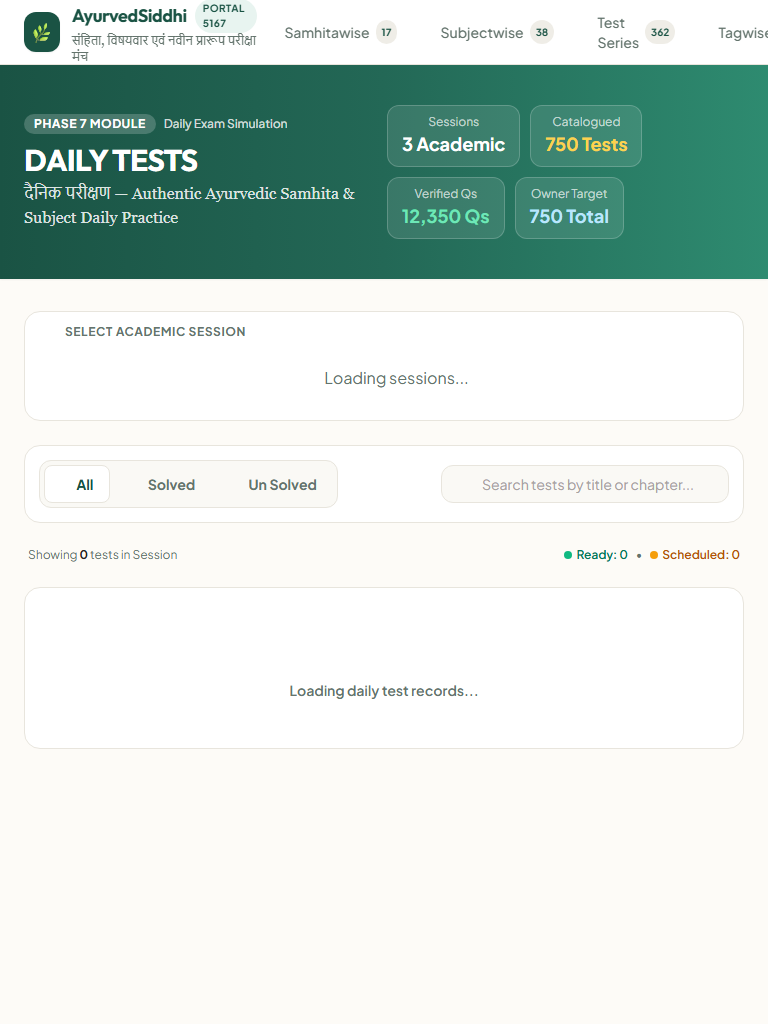 AyurvedSiddhi
PORTAL
5167
संहिता, विषयवार एवं नवीन प्रारूप परीक्षा
मंच
Samhitawise 17
Subjectwise 38
Test
Series 362
Tagwise
PHASE 7 MODULE Daily Exam Simulation
DAILY TESTS
दैनिक परीक्षण — Authentic Ayurvedic Samhita &
Subject Daily Practice
Sessions
3 Academic
Catalogued
750 Tests
Verified Qs
12,350 Qs
Owner Target
750 Total
SELECT ACADEMIC SESSION
Loading sessions...
All Solved Un Solved
Search tests by title or chapter...
Showing 0 tests in Session
Ready: 0 • Scheduled: 0
Loading daily test records...